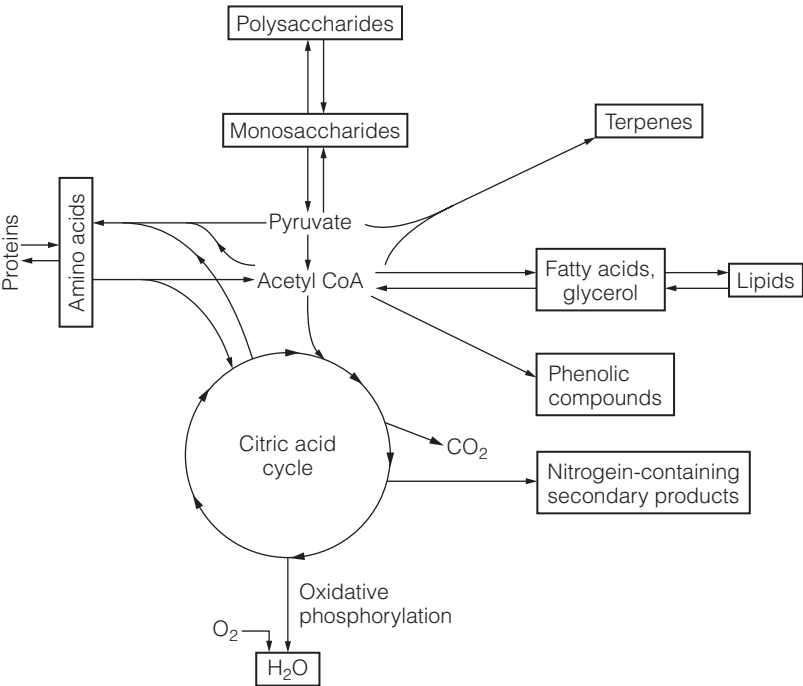 Polysaccharides
Monosaccharides
Terpenes
Proteins
Amino acids
Pyruvate
Acetyl CoA
Fatty acids,
glycerol
Lipids
Phenolic
compounds
Citric acid
cycle
CO₂
Nitrogein-containing
secondary products
Oxidative
phosphorylation
O₂
H₂O